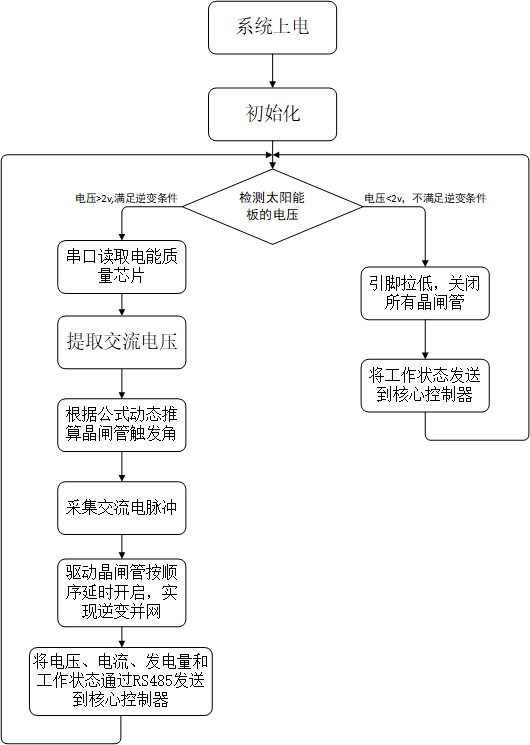 系统上电
初始化
检测太阳能
板的电压
电压>2v,满足逆变条件
电压<2v，不满足逆变条件
串口读取电能质
量芯片
引脚拉低，关闭
所有晶闸管
提取交流电压
将工作状态发送
到核心控制器
根据公式动态推
算晶闸管触发角
采集交流电脉冲
驱动晶闸管按顺
序延时开启，实
现逆变并网
将电压、电流、发电量和
工作状态通过RS485发送
到核心控制器